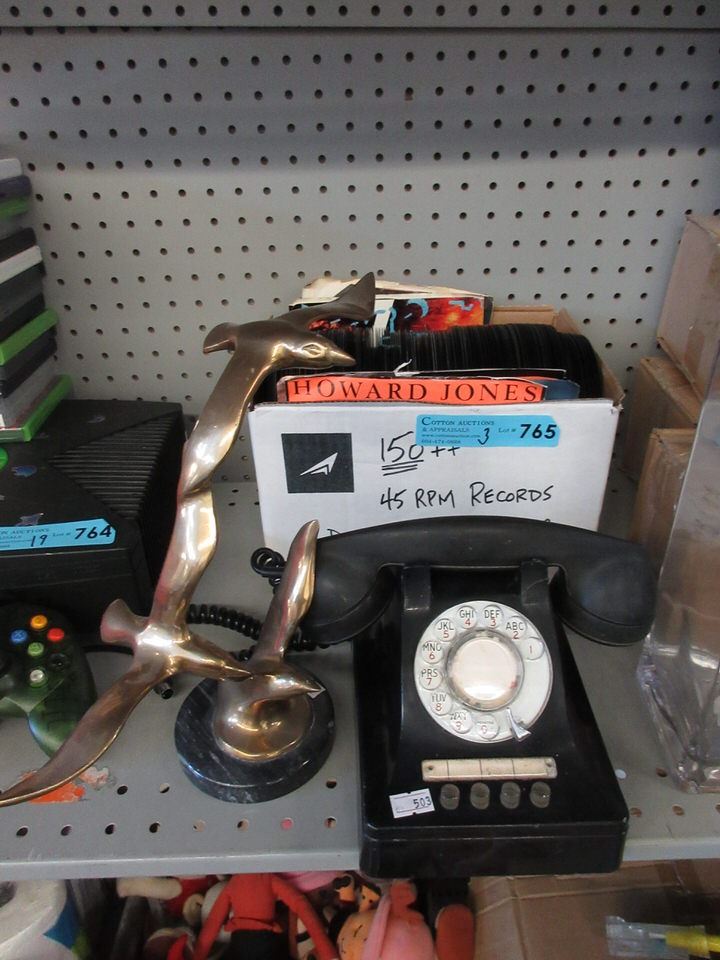 HOWARD JONES
COTTON AUCTIONS
& APPRAISALS
Lot # 765
3
150++
45 RPM RECORDS
19 Lot # 764
GHI DEF
JKL 4 3 ABC
5 2
MNO 1
6
PRS
7
TUV
8
WXY
9
503